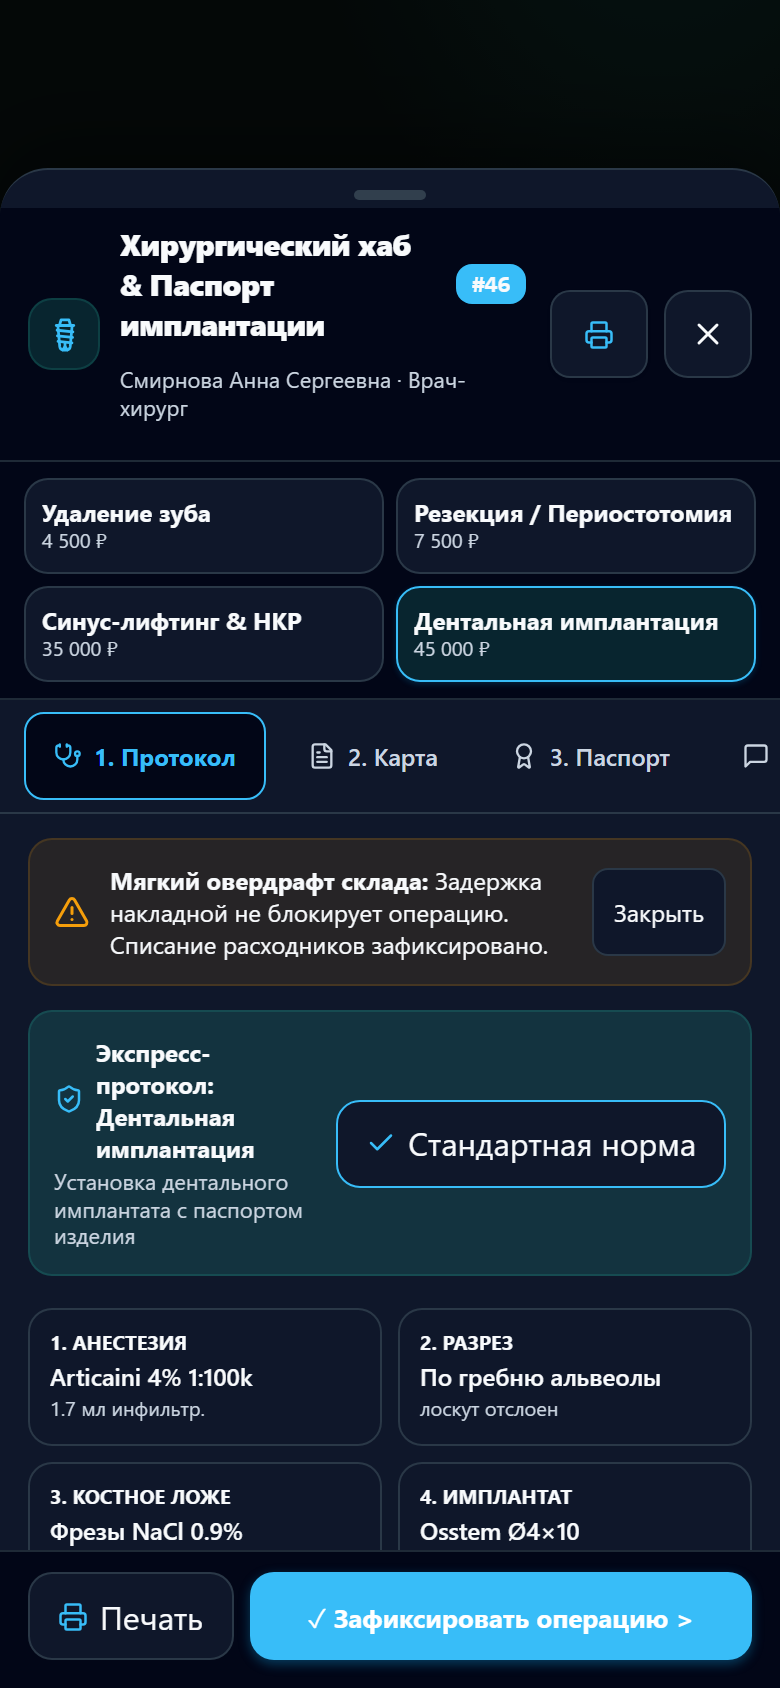 Хирургический хаб
& Паспорт
имплантации
#46
Смирнова Анна Сергеевна · Врач-
хирург
Удаление зуба
4 500 ₽
Резекция / Периостотомия
7 500 ₽
Синус-лифтинг & НКР
35 000 ₽
Дентальная имплантация
45 000 ₽
1. Протокол
2. Карта
3. Паспорт
Мягкий овердрафт склада: Задержка
накладной не блокирует операцию.
Списание расходников зафиксировано.
Закрыть
Экспресс-
протокол:
Дентальная
имплантация
Установка дентального
имплантата с паспортом
изделия
✓ Стандартная норма
1. АНЕСТЕЗИЯ
Articaini 4% 1:100k
1.7 мл инфильтр.
2. РАЗРЕЗ
По гребню альвеолы
лоскут отслоен
3. КОСТНОЕ ЛОЖЕ
Фрезы NaCl 0.9%
4. ИМПЛАНТАТ
Osstem Ø4×10
Печать
✓ Зафиксировать операцию >